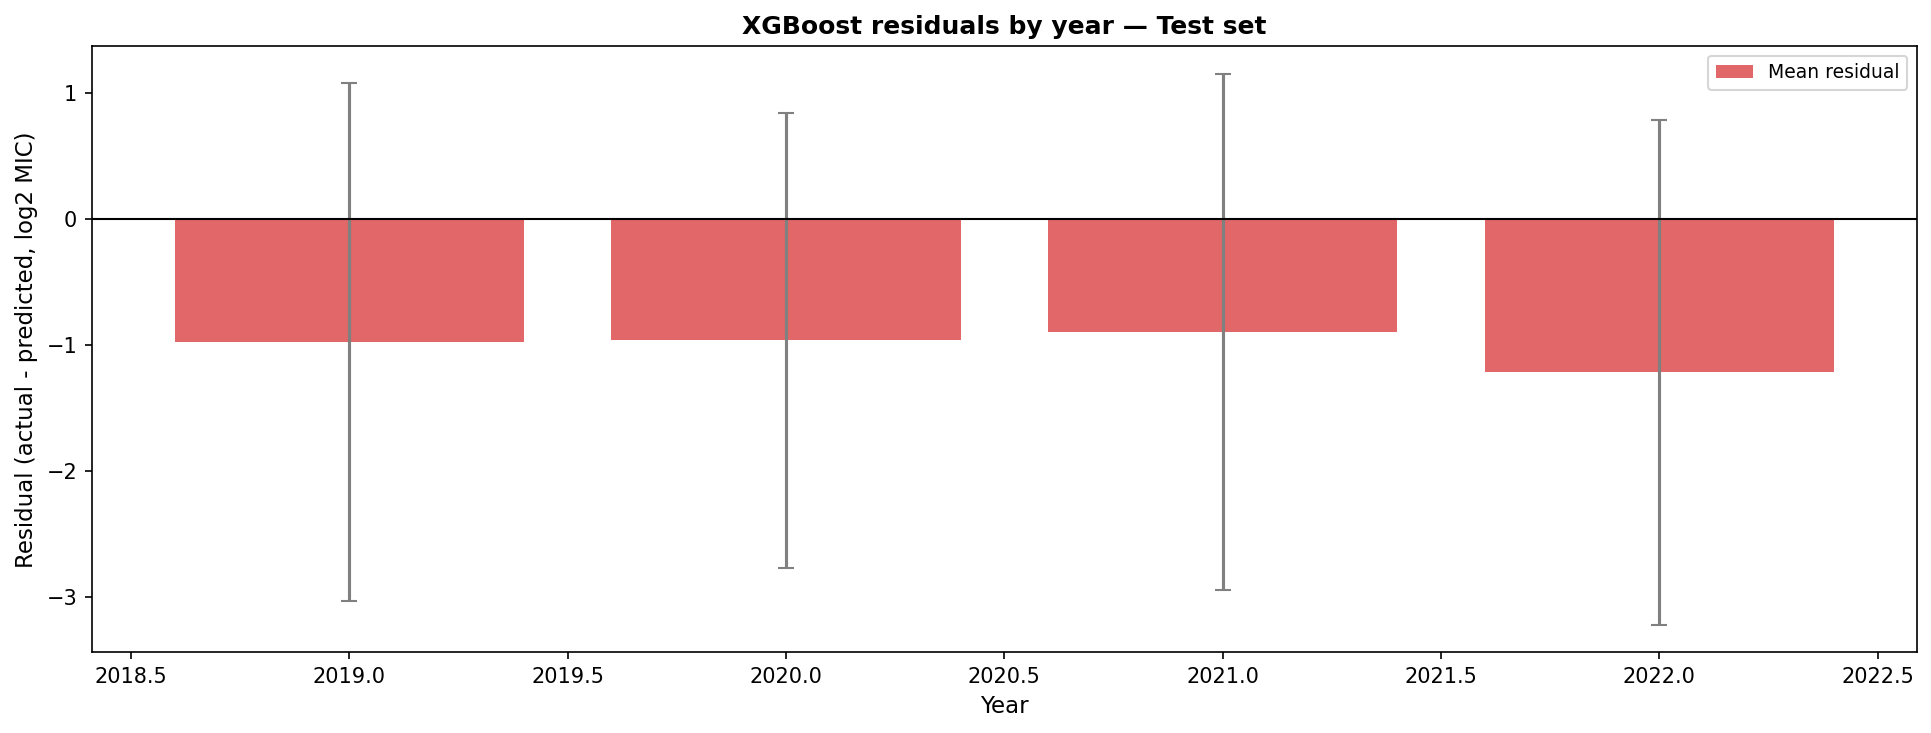 XGBoost residuals by year — Test set
Mean residual
Residual (actual - predicted, log2 MIC)
1
0
−1
−2
−3
2018.5 2019.0 2019.5 2020.0 2020.5 2021.0 2021.5 2022.0 2022.5
Year